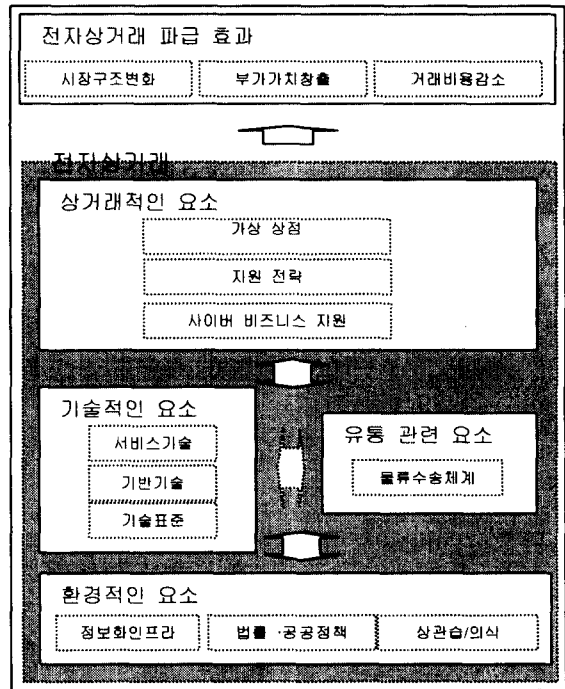 전자상거래 파급 효과
시장구조변화 부가가치창출 거래비용감소
전자상거래
상거래적인 요소
가상 상점
지원 전략
사이버 비즈니스 지원
기술적인 요소
서비스기술
기반기술
기술표준
유통 관련 요소
물류수송체계
환경적인 요소
정보화인프라 법률 ·공공정책 상관습/의식